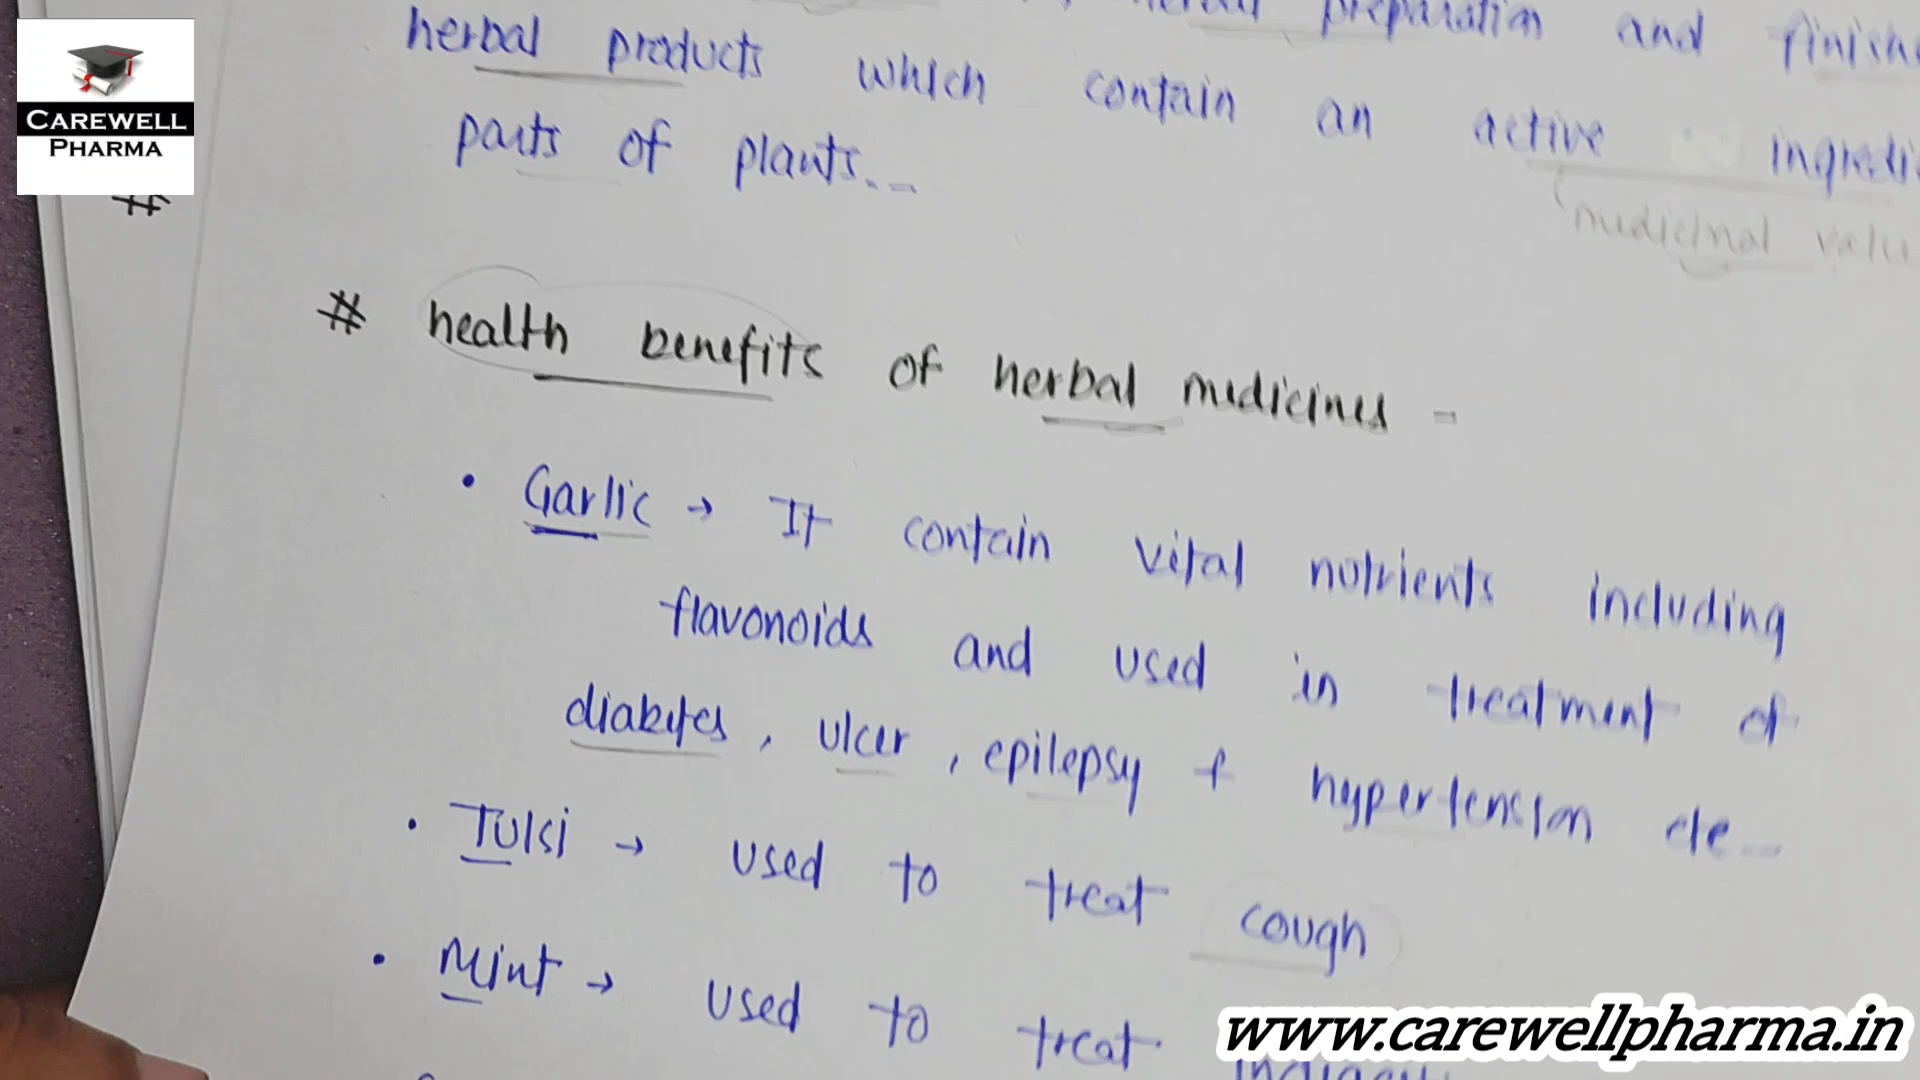 CAREWELL
PHARMA
preparation and finish
herbal products which contain an active ingredi
parts of plants..-
medicinal valu
#
# health benefits of herbal medicines -
• Garlic → It contain vital nutrients including
flavonoids and used in treatment of
diabetes, ulcer, epilepsy + hypertension etc--
• Tulsi → used to treat cough
• Mint → used to treat
www.carewellpharma.in